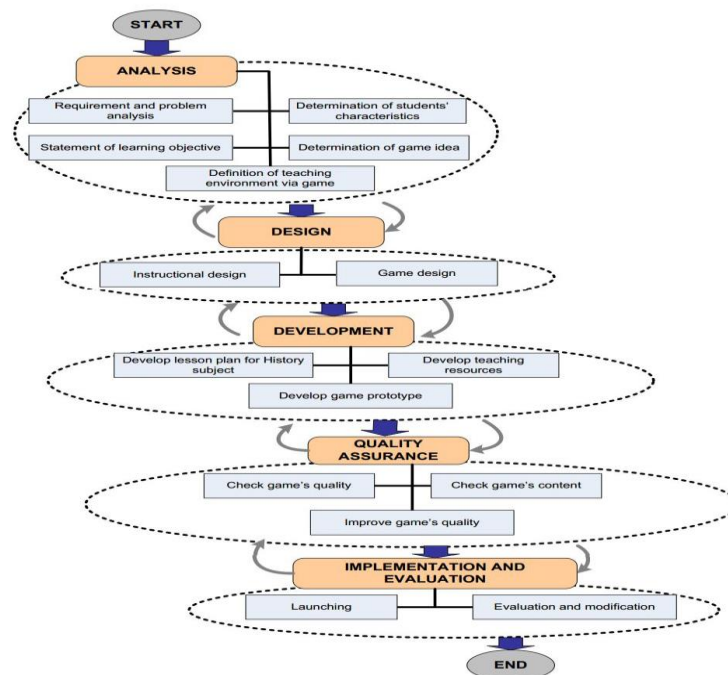 START
ANALYSIS
Requirement and problem
analysis
Determination of students'
characteristics
Statement of learning objective
Determination of game idea
Definition of teaching
environment via game
DESIGN
Instructional design
Game design
DEVELOPMENT
Develop lesson plan for History
subject
Develop teaching
resources
Develop game prototype
QUALITY
ASSURANCE
Check game's quality
Check game's content
Improve game's quality
IMPLEMENTATION AND
EVALUATION
Launching
Evaluation and modification
END